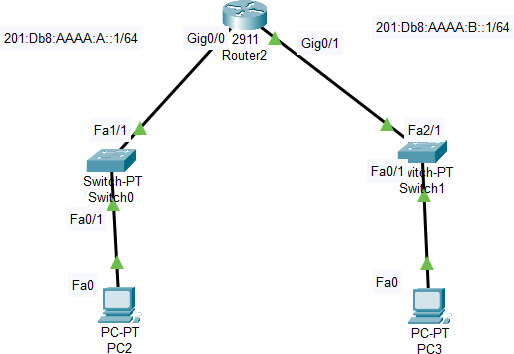 201:Db8:AAAA:A::1/64
201:Db8:AAAA:B::1/64
Gig0/0
2911
Router2
Gig0/1
Fa1/1
Fa2/1
Switch-PT
Switch0
Fa0/1
witch-PT
Switch1
Fa0/1
Fa0
Fa0
PC-PT
PC2
PC-PT
PC3